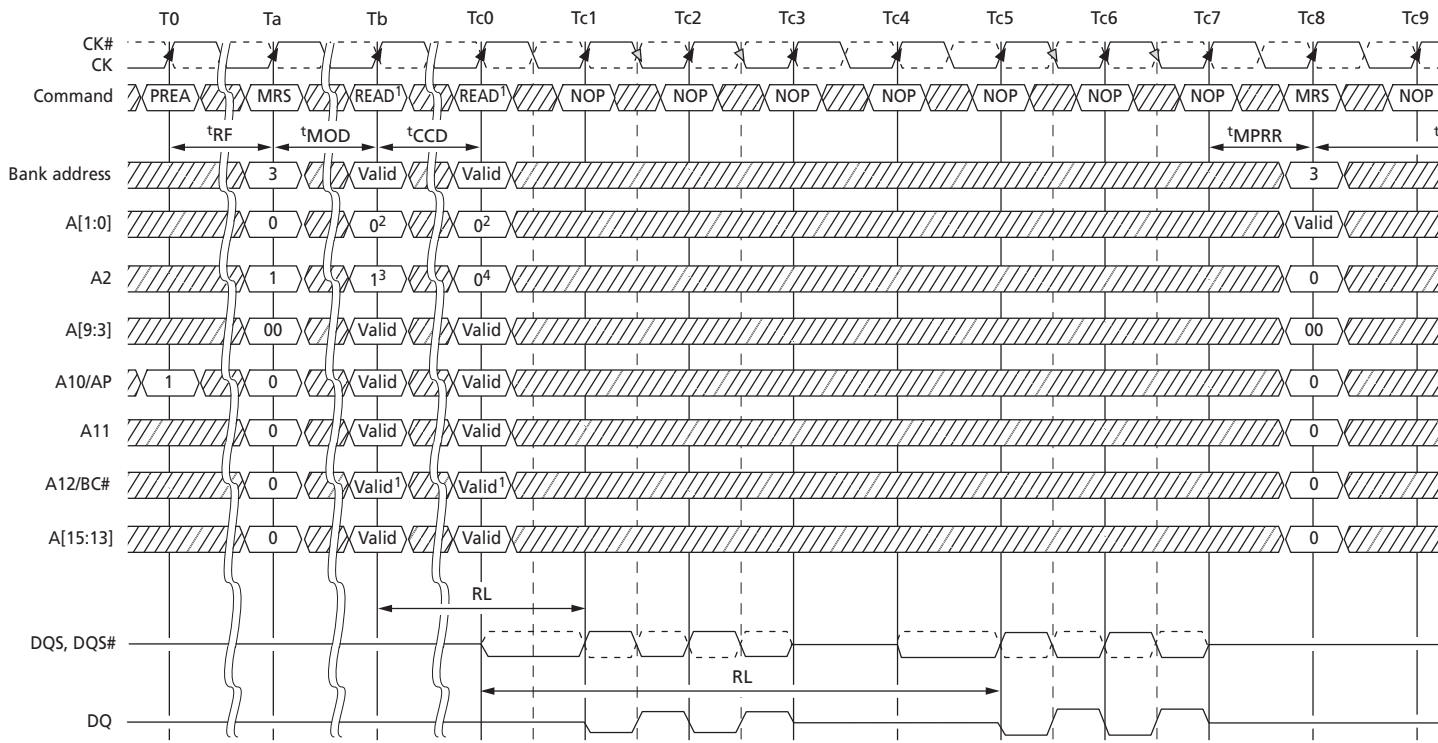 T0 Ta Tb Tc0 Tc1 Tc2 Tc3 Tc4 Tc5 Tc6 Tc7 Tc8 Tc9
CK#
CK
Command PREA MRS READ¹ READ¹ NOP NOP NOP NOP NOP NOP NOP MRS NOP
tRF tMOD tCCD tMPRR t
Bank address 3 Valid Valid 3
A[1:0] 0 0² 0² Valid
A2 1 1³ 0⁴ 0
A[9:3] 00 Valid Valid 00
A10/AP 1 0 Valid Valid 0
A11 0 Valid Valid 0
A12/BC# 0 Valid¹ Valid¹ 0
A[15:13] 0 Valid Valid 0
RL
DQS, DQS#
RL
DQ